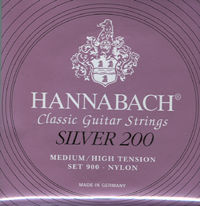 HANNABACH®
Classic Guitar Strings
SILVER 200
MEDIUM/HIGH TENSION
SET 900 - NYLON
MADE IN GERMANY